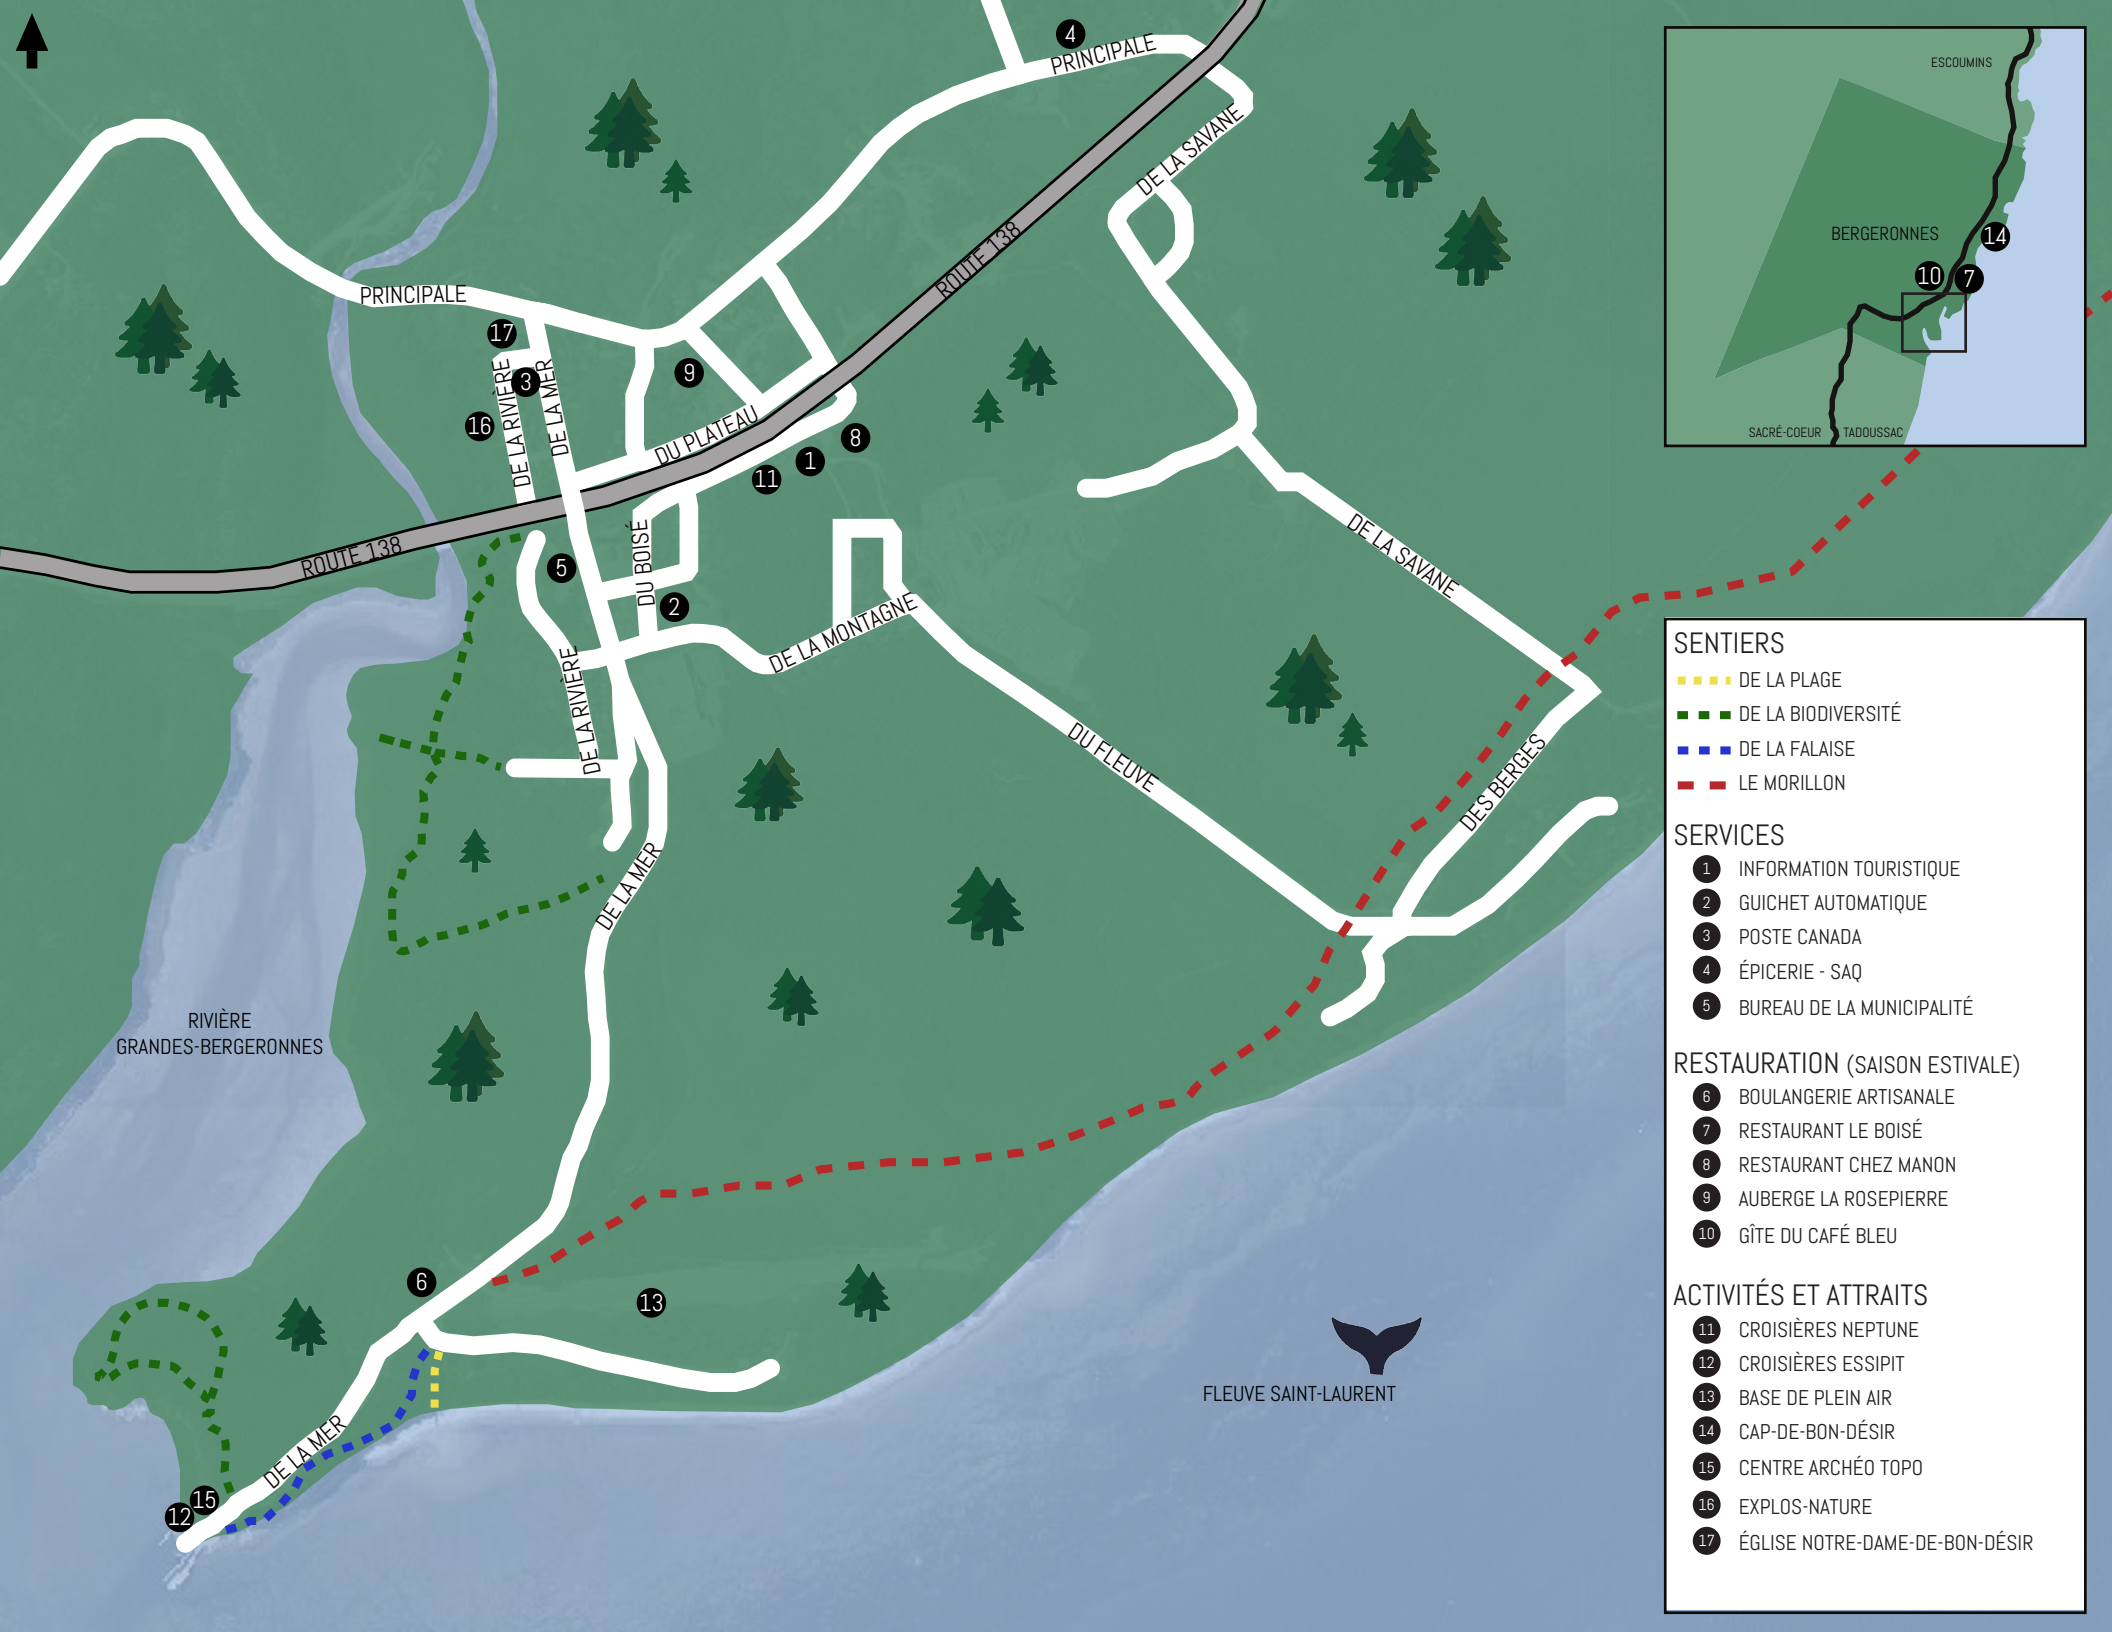 4
PRINCIPALE
DE LA SAVANE
ROUTE 138
PRINCIPALE
17
3
DE LA RIVIÈRE
DE LA MER
16
9
DU PLATEAU
8
1
11
ROUTE 138
5
DU BOISÉ
2
DE LA MONTAGNE
DE LA RIVIÈRE
DE LA SAVANE
DU FLEUVE
DES BERGES
DE LA MER
RIVIÈRE
GRANDES-BERGERONNES
6
13
DE LA MER
15
12
FLEUVE SAINT-LAURENT
ESCOUMINS
BERGERONNES
14
10
7
SACRÉ-COEUR
TADOUSSAC
SENTIERS
DE LA PLAGE
DE LA BIODIVERSITÉ
DE LA FALAISE
LE MORILLON
SERVICES
1 INFORMATION TOURISTIQUE
2 GUICHET AUTOMATIQUE
3 POSTE CANADA
4 ÉPICERIE - SAQ
5 BUREAU DE LA MUNICIPALITÉ
RESTAURATION (SAISON ESTIVALE)
6 BOULANGERIE ARTISANALE
7 RESTAURANT LE BOISÉ
8 RESTAURANT CHEZ MANON
9 AUBERGE LA ROSEPIERRE
10 GÎTE DU CAFÉ BLEU
ACTIVITÉS ET ATTRAITS
11 CROISIÈRES NEPTUNE
12 CROISIÈRES ESSIPIT
13 BASE DE PLEIN AIR
14 CAP-DE-BON-DÉSIR
15 CENTRE ARCHÉO TOPO
16 EXPLOS-NATURE
17 ÉGLISE NOTRE-DAME-DE-BON-DÉSIR